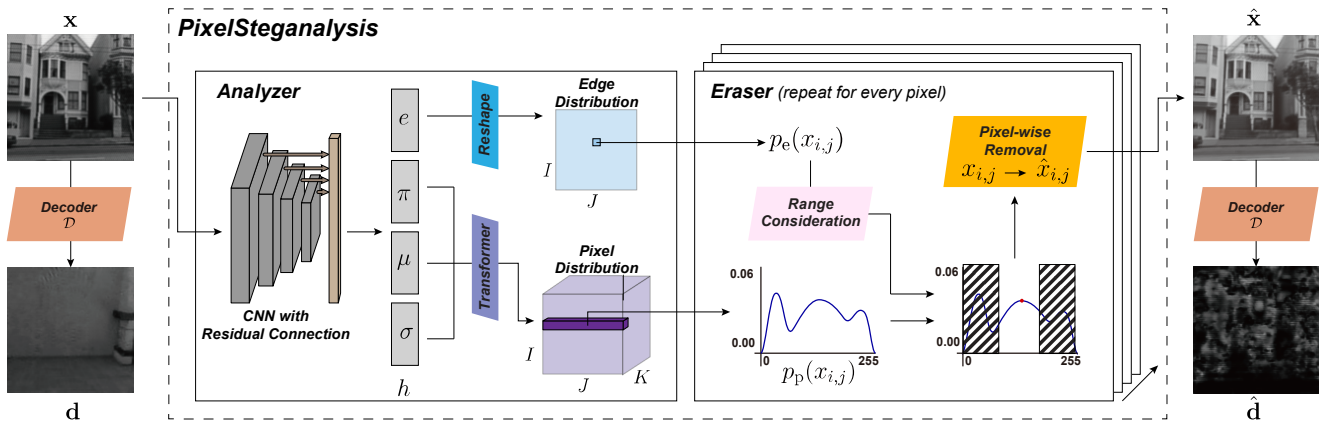 x
Decoder
𝒟
d
PixelSteganalysis
Analyzer
CNN with
Residual Connection
e
π
μ
σ
h
Reshape
Transformer
Edge
Distribution
I
J
Pixel
Distribution
I
J
K
Eraser (repeat for every pixel)
pₑ(x_{i,j})
Range
Consideration
Pixel-wise
Removal
x_{i,j} → x̂_{i,j}
0.06
0.00
0
255
pₚ(x_{i,j})
0.06
0.00
0
255
x̂
Decoder
𝒟
d̂